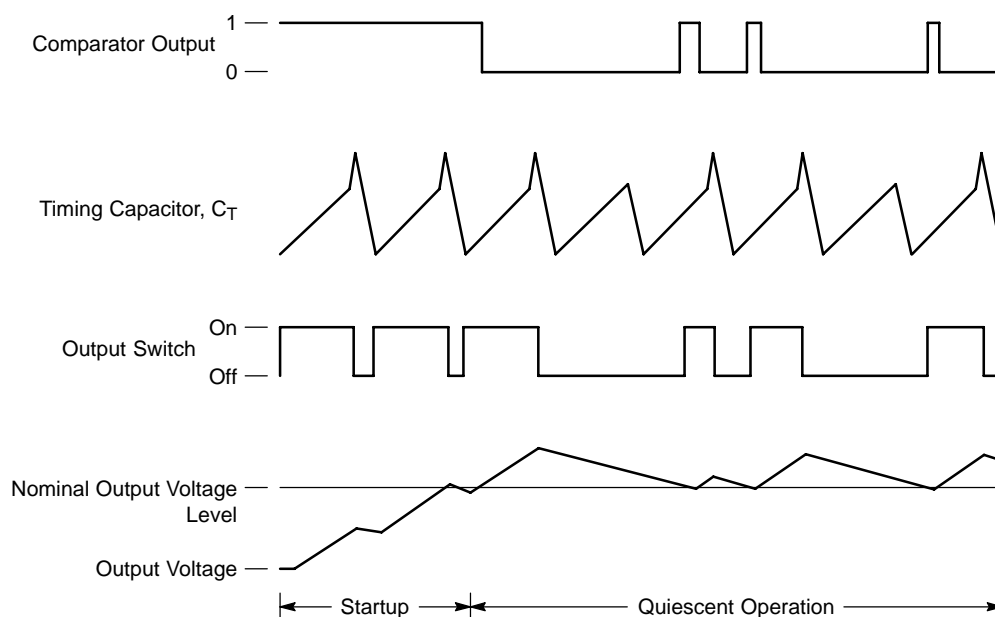 1
Comparator Output
0
Timing Capacitor, CT
On
Output Switch
Off
Nominal Output Voltage
Level
Output Voltage
Startup
Quiescent Operation